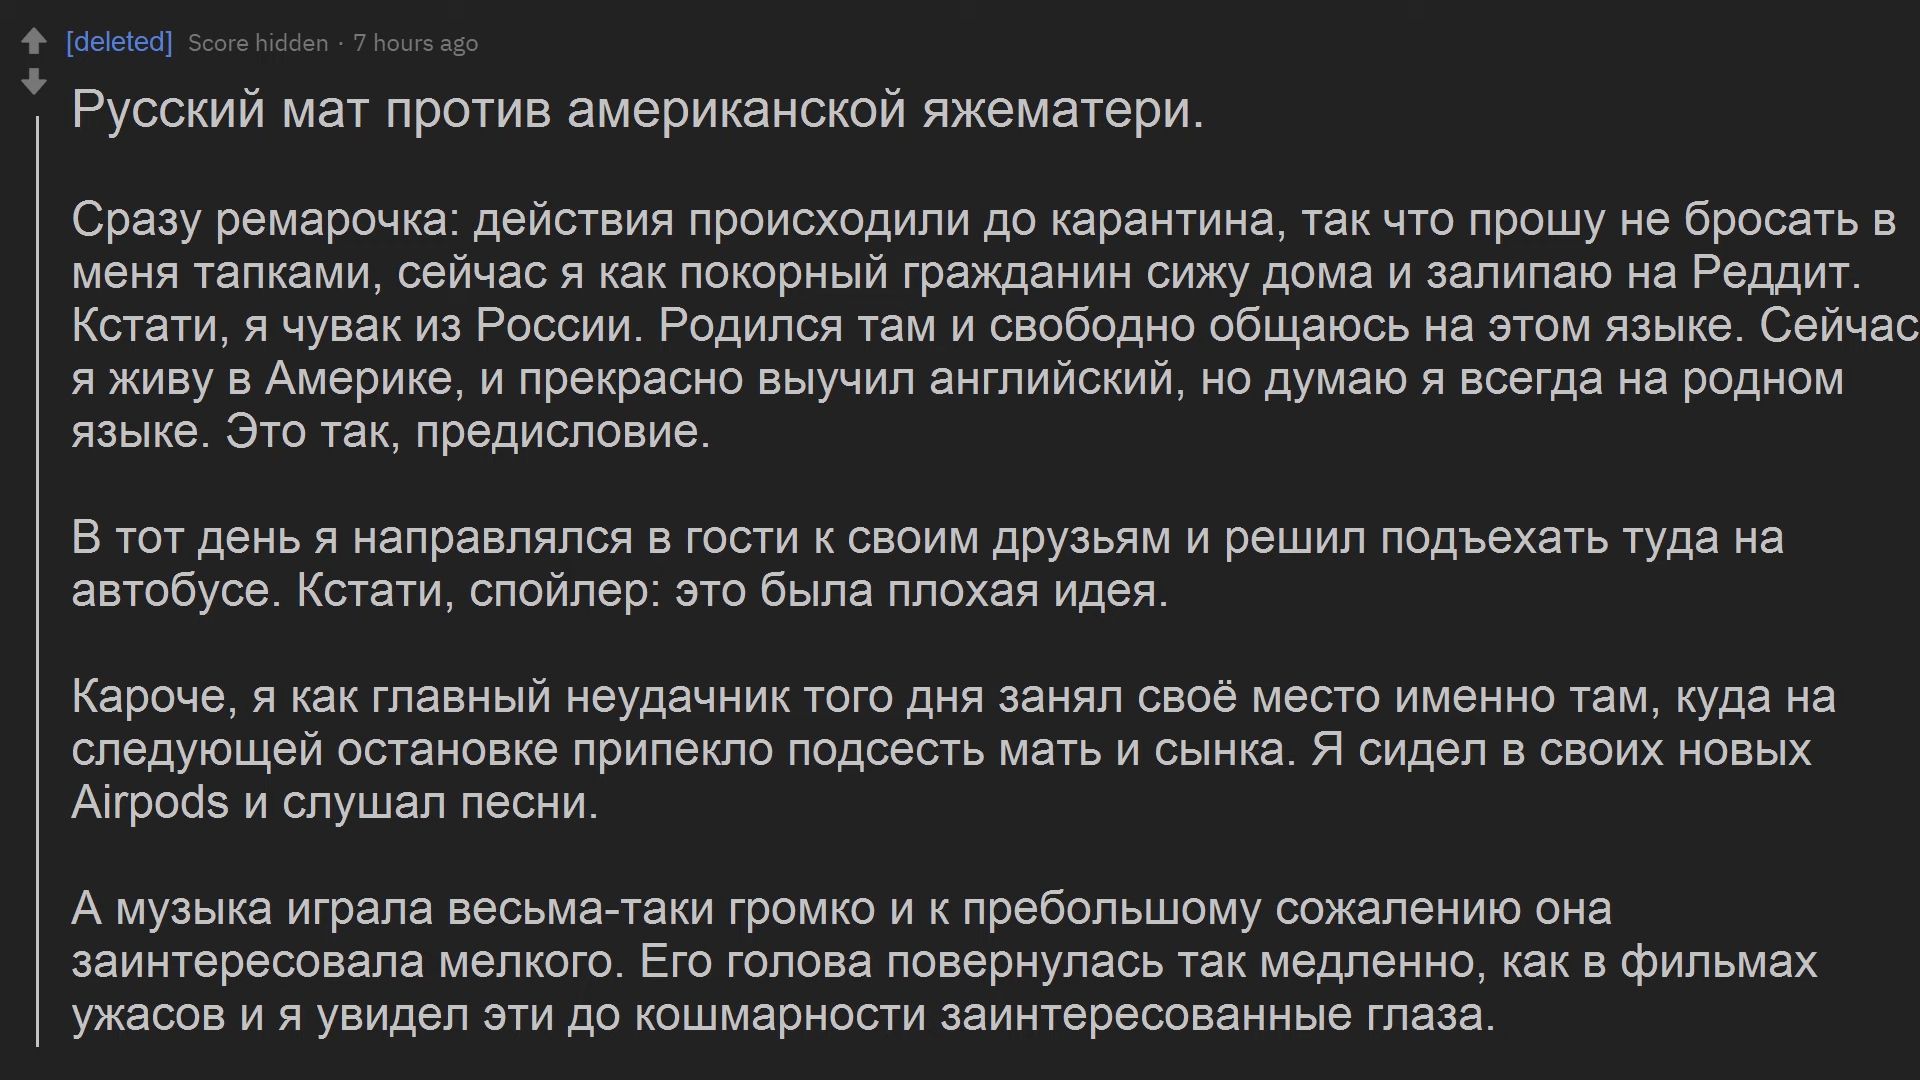 [deleted] Score hidden · 7 hours ago
Русский мат против американской яжематери.
Сразу ремарочка: действия происходили до карантина, так что прошу не бросать в
меня тапками, сейчас я как покорный гражданин сижу дома и залипаю на Реддит.
Кстати, я чувак из России. Родился там и свободно общаюсь на этом языке. Сейчас
я живу в Америке, и прекрасно выучил английский, но думаю я всегда на родном
языке. Это так, предисловие.
В тот день я направлялся в гости к своим друзьям и решил подъехать туда на
автобусе. Кстати, спойлер: это была плохая идея.
Кароче, я как главный неудачник того дня занял своё место именно там, куда на
следующей остановке припекло подсесть мать и сынка. Я сидел в своих новых
Airpods и слушал песни.
А музыка играла весьма-таки громко и к пребольшому сожалению она
заинтересовала мелкого. Его голова повернулась так медленно, как в фильмах
ужасов и я увидел эти до кошмарности заинтересованные глаза.